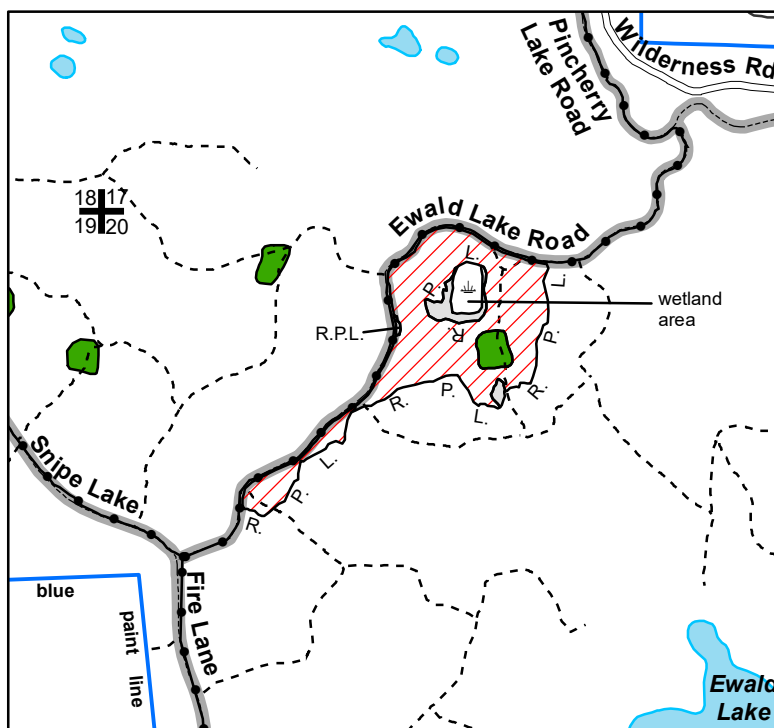 Pincherry
Lake Road
Wilderness Rd
18 17
19 20
Ewald Lake Road
L.
P.
R.
L.
P.
R.
wetland
area
R.P.L.
R.
P.
L.
L.
P.
R.
Snipe Lake
Fire Lane
blue
paint
line
Ewald
Lake